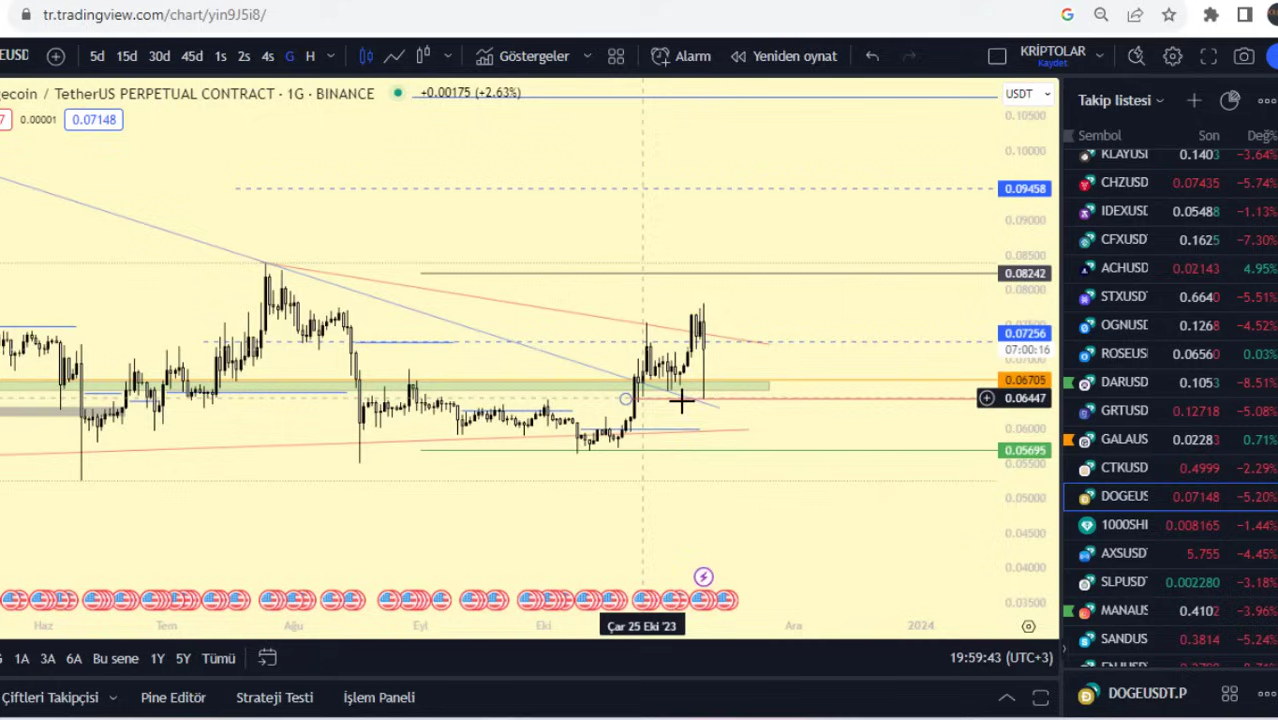 tr.tradingview.com/chart/yin9J5i8/
EUSD 5d 15d 30d 45d 1s 2s 4s G H Göstergeler Alarm Yeniden oynat KRİPTOLAR
Kaydet
ecoin / TetherUS PERPETUAL CONTRACT · 1G · BINANCE +0.00175 (+2.63%)
7 0.00001 0.07148
USDT
0.10500
0.10000
0.09458
0.09000
0.08500
0.08242
0.08000
0.07256
07:00:16
0.06705
0.06447
0.06000
0.05695
0.05500
0.05000
0.04500
0.04000
0.03500
Haz Tem Ağu Eyl Eki Çar 25 Eki '23 Ara 2024
1A 3A 6A Bu sene 1Y 5Y Tümü 19:59:43 (UTC+3)
Çiftleri Takipçisi Pine Editör Strateji Testi İşlem Paneli
Takip listesi
Sembol Son Değ%
KLAYUSI 0.1403 −3.64%
CHZUSD 0.07435 −5.74%
IDEXUSD 0.05488 −1.13%
CFXUSD 0.1625 −7.30%
ACHUSD 0.02143 4.95%
STXUSD 0.6640 −5.51%
OGNUSD 0.1268 −4.52%
ROSEUSI 0.06560 0.03%
DARUSD 0.1053 −8.51%
GRTUSD 0.12718 −5.08%
GALAUS 0.02283 0.71%
CTKUSD 0.4999 −2.29%
DOGEUS 0.07148 −5.20%
1000SHI 0.008165 −1.44%
AXSUSD 5.755 −4.45%
SLPUSD 0.002280 −3.18%
MANAUS 0.4102 −3.96%
SANDUS 0.3814 −5.24%
DOGEUSDT.P